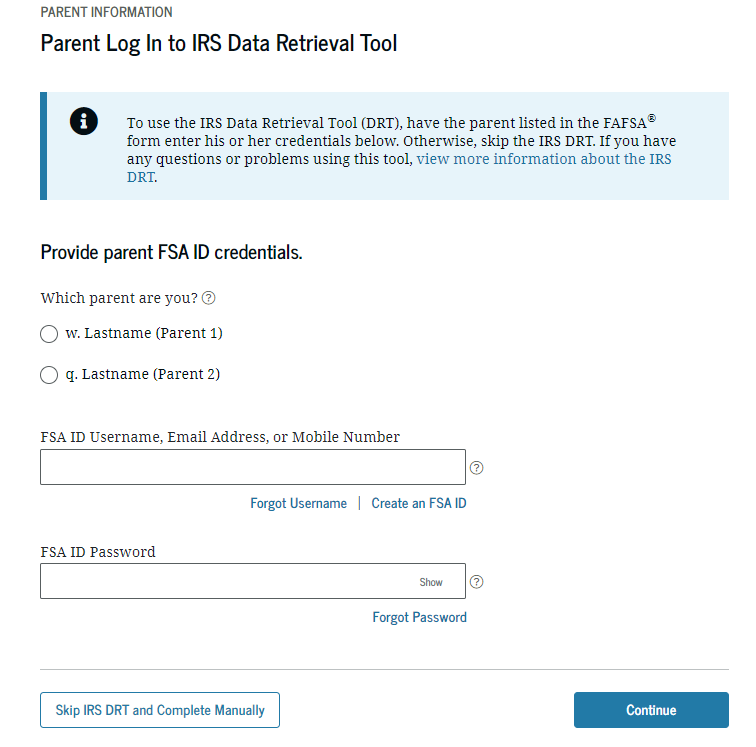 PARENT INFORMATION
Parent Log In to IRS Data Retrieval Tool
To use the IRS Data Retrieval Tool (DRT), have the parent listed in the FAFSA®
form enter his or her credentials below. Otherwise, skip the IRS DRT. If you have
any questions or problems using this tool, view more information about the IRS
DRT.
Provide parent FSA ID credentials.
Which parent are you? ?
w. Lastname (Parent 1)
q. Lastname (Parent 2)
FSA ID Username, Email Address, or Mobile Number
?
Forgot Username | Create an FSA ID
FSA ID Password
Show ?
Forgot Password
Skip IRS DRT and Complete Manually Continue